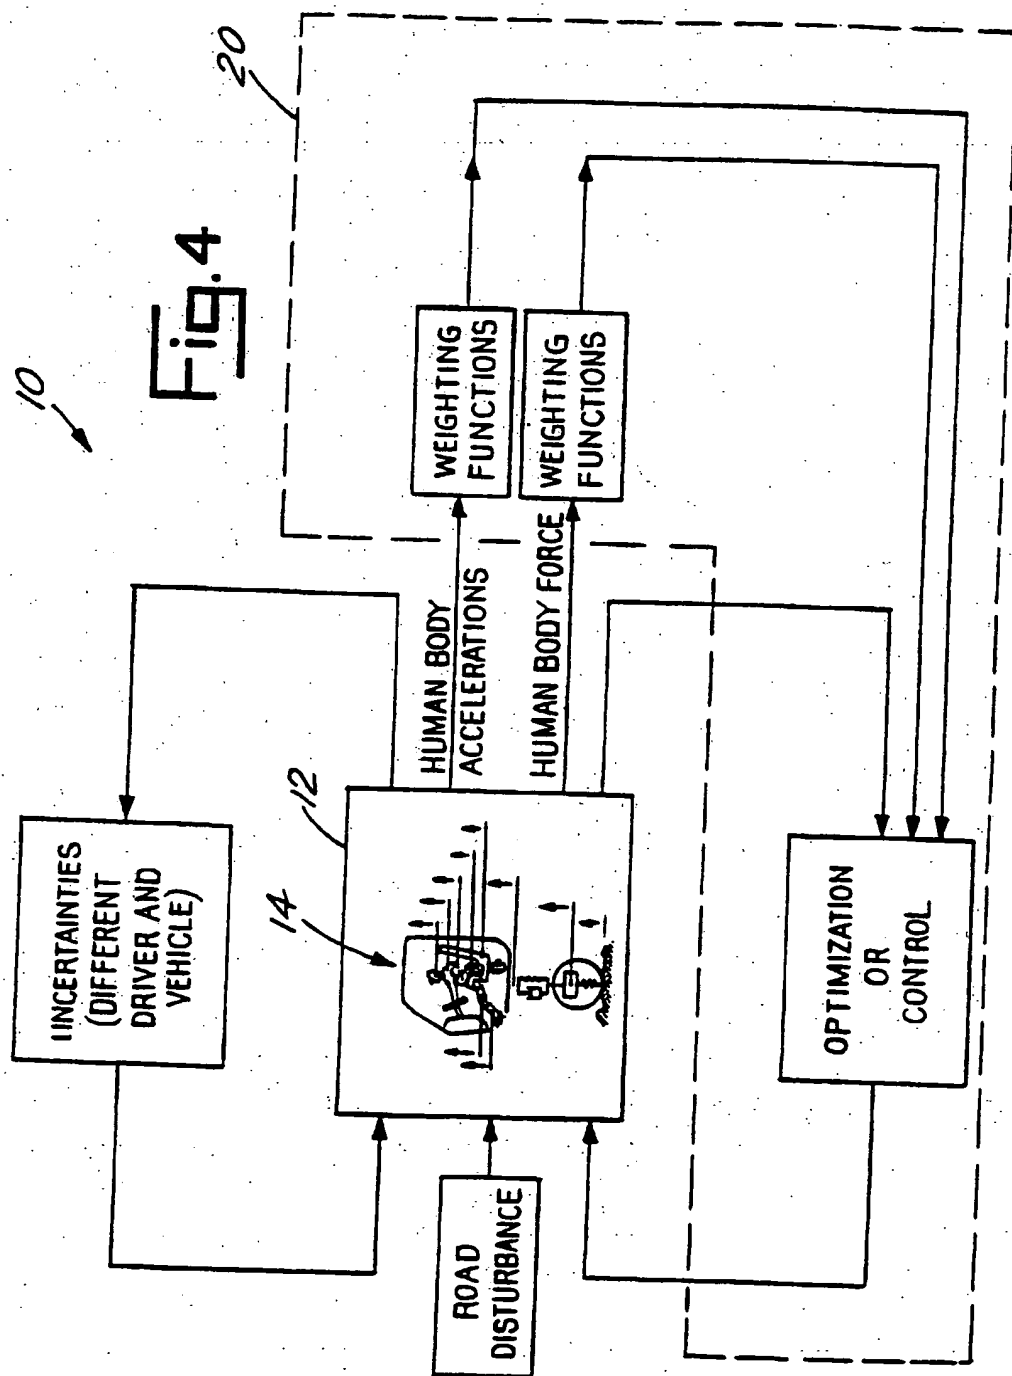 10
Fig.4
20
UNCERTAINTIES
(DIFFERENT
DRIVER AND
VEHICLE)
12
14
HUMAN BODY
ACCELERATIONS
HUMAN BODY FORCE
WEIGHTING
FUNCTIONS
WEIGHTING
FUNCTIONS
ROAD
DISTURBANCE
OPTIMIZATION
OR
CONTROL